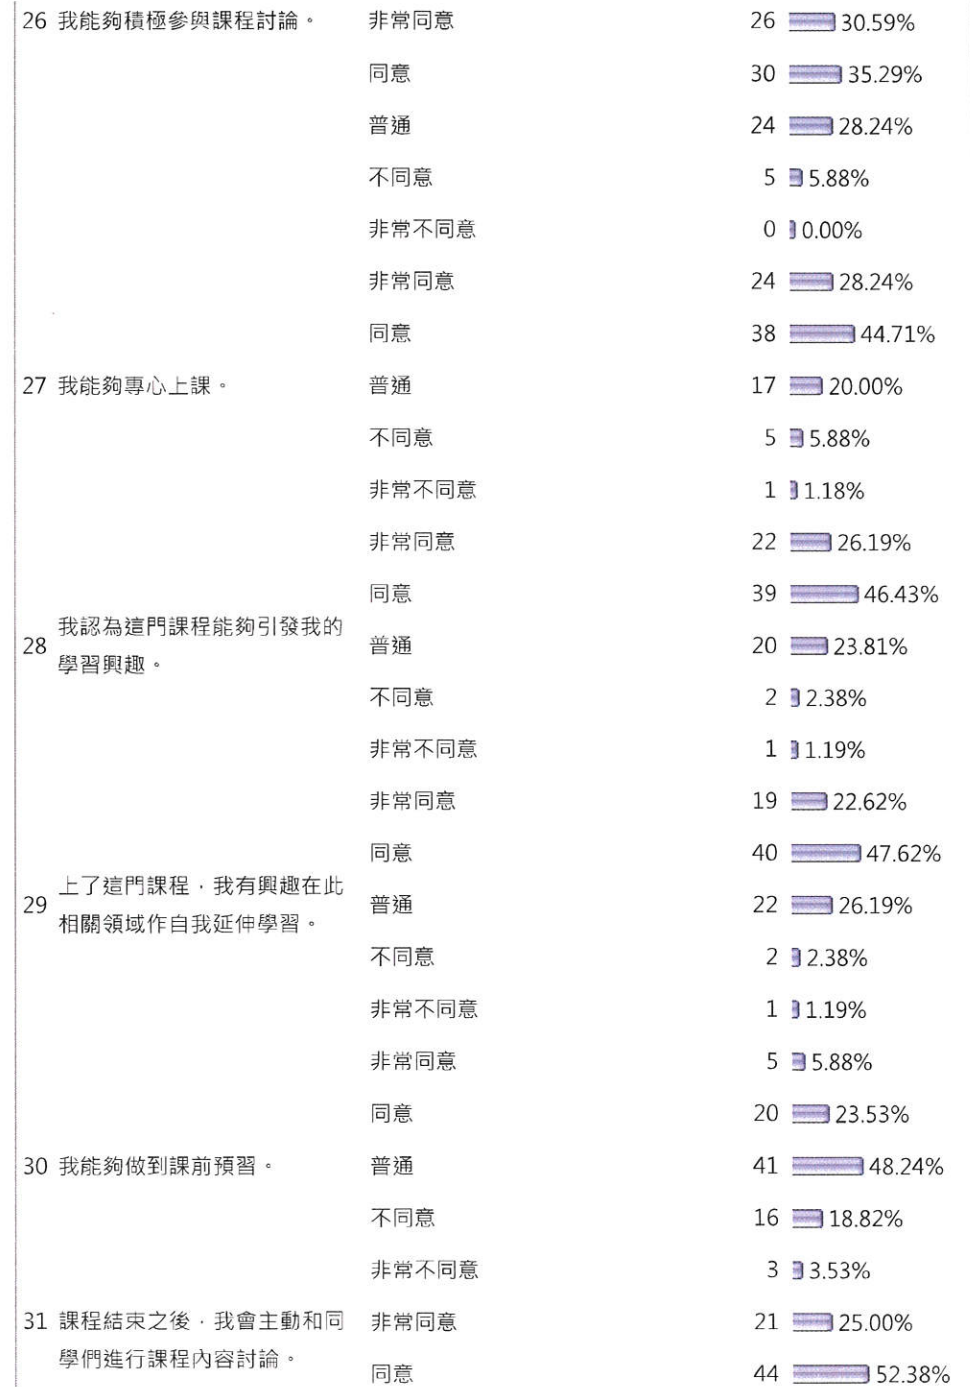 26 我能夠積極參與課程討論。 非常同意 26 30.59%
同意 30 35.29%
普通 24 28.24%
不同意 5 5.88%
非常不同意 0 0.00%
非常同意 24 28.24%
同意 38 44.71%
27 我能夠專心上課。 普通 17 20.00%
不同意 5 5.88%
非常不同意 1 1.18%
非常同意 22 26.19%
同意 39 46.43%
我認為這門課程能夠引發我的
28 普通 20 23.81%
學習興趣。
不同意 2 2.38%
非常不同意 1 1.19%
非常同意 19 22.62%
同意 40 47.62%
上了這門課程，我有興趣在此
29 普通 22 26.19%
相關領域作自我延伸學習。
不同意 2 2.38%
非常不同意 1 1.19%
非常同意 5 5.88%
同意 20 23.53%
30 我能夠做到課前預習。 普通 41 48.24%
不同意 16 18.82%
非常不同意 3 3.53%
31 課程結束之後，我會主動和同 非常同意 21 25.00%
學們進行課程內容討論。
同意 44 52.38%